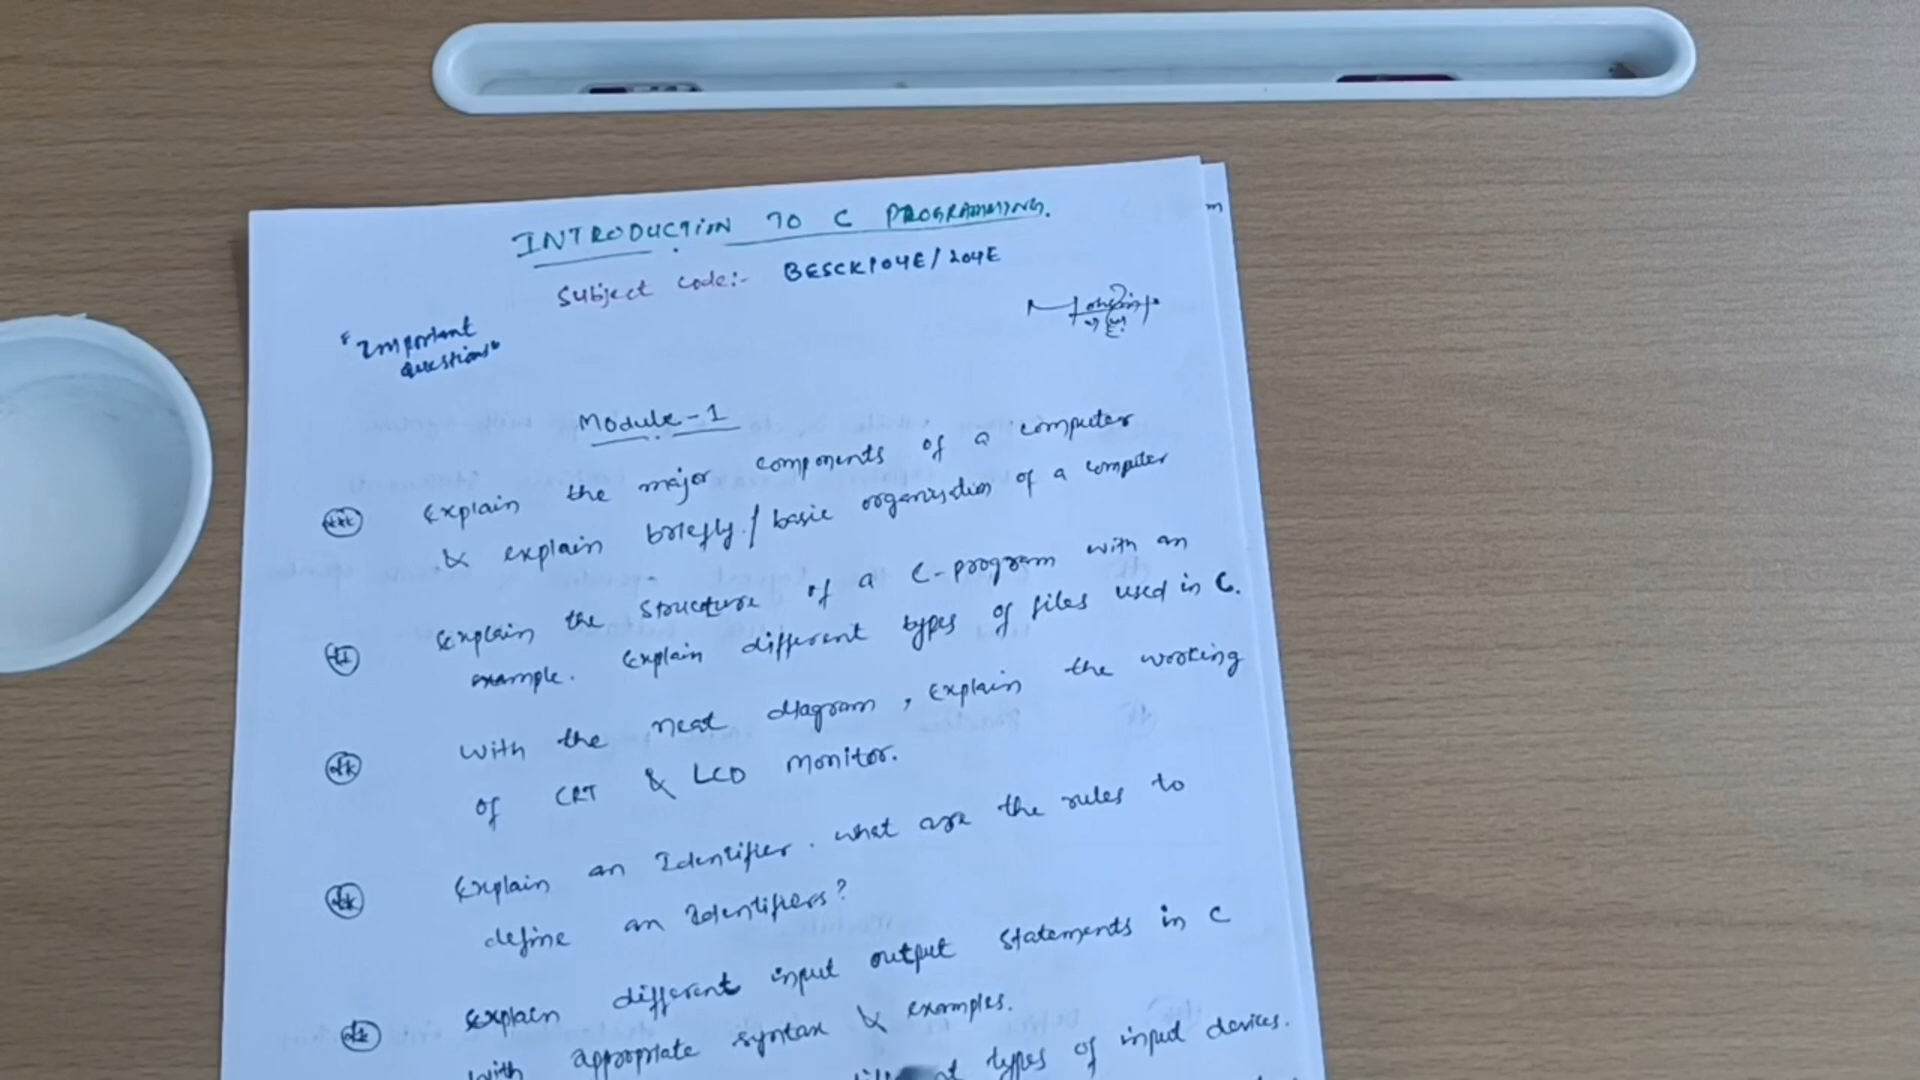 INTRODUCTION TO C PROGRAMMING.
Subject code:- BESCK104E/204E
"Important
Questions"
Module-1
Explain the major components of a computer
& explain briefly./basic organisation of a computer
Explain the structure of a C-program with an
example. Explain different types of files used in C.
With the neat diagram, explain the working
of CRT & LCD monitor.
Explain an Identifier. what are the rules to
define an Identifiers?
Explain different input output statements in C
with appropriate syntax & examples.
types of input devices.